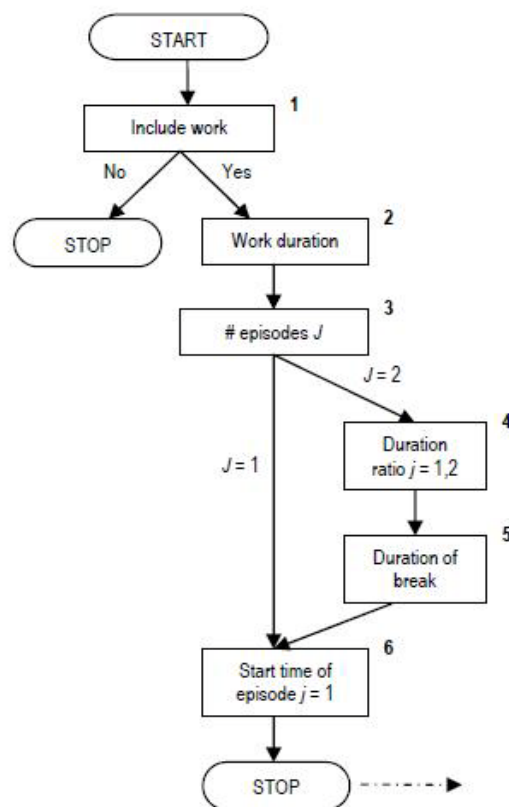 START
1
Include work
No
Yes
STOP
2
Work duration
3
# episodes J
J = 2
J = 1
4
Duration
ratio j = 1,2
5
Duration of
break
6
Start time of
episode j = 1
STOP